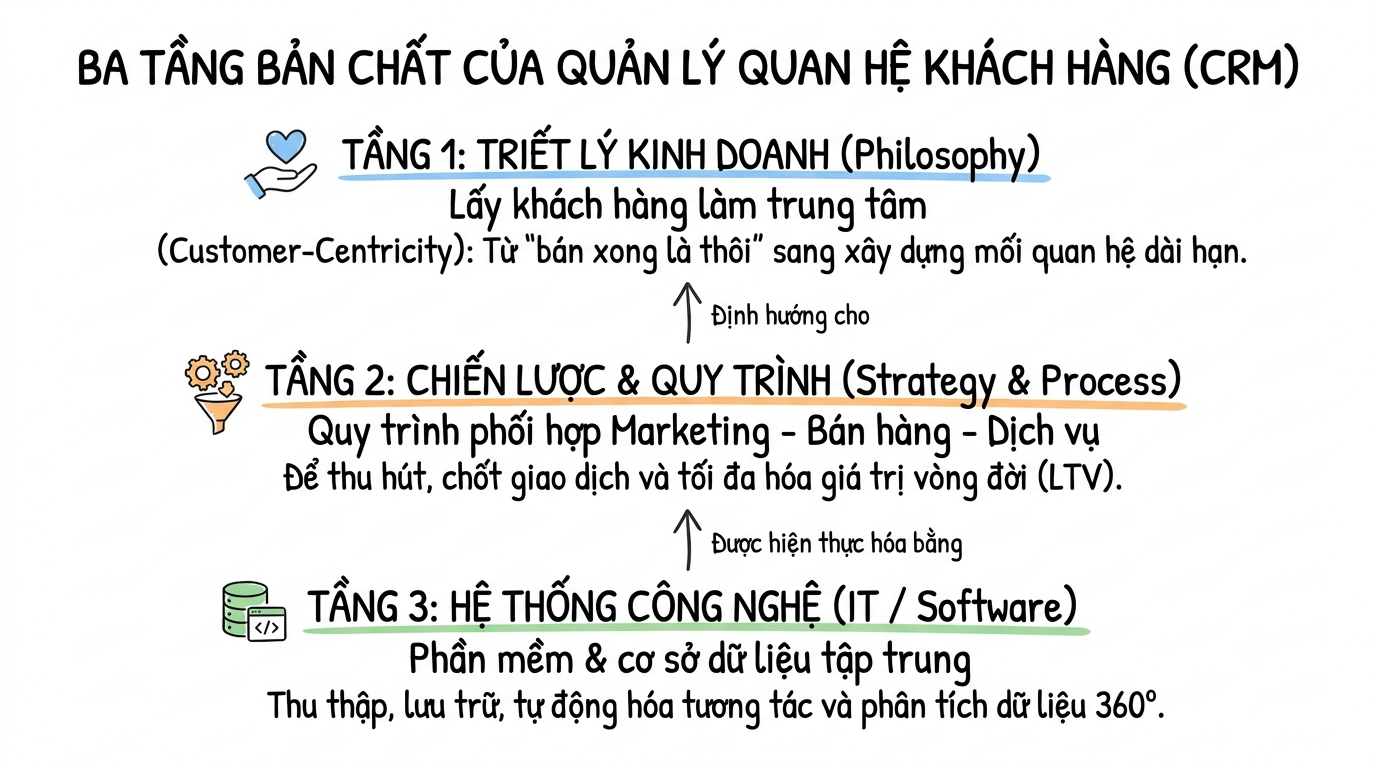 BA TẦNG BẢN CHẤT CỦA QUẢN LÝ QUAN HỆ KHÁCH HÀNG (CRM)
TẦNG 1: TRIẾT LÝ KINH DOANH (Philosophy)
Lấy khách hàng làm trung tâm
(Customer-Centricity): Từ "bán xong là thôi" sang xây dựng mối quan hệ dài hạn.
Định hướng cho
TẦNG 2: CHIẾN LƯỢC & QUY TRÌNH (Strategy & Process)
Quy trình phối hợp Marketing - Bán hàng - Dịch vụ
Để thu hút, chốt giao dịch và tối đa hóa giá trị vòng đời (LTV).
Được hiện thực hóa bằng
TẦNG 3: HỆ THỐNG CÔNG NGHỆ (IT / Software)
</>
Phần mềm & cơ sở dữ liệu tập trung
Thu thập, lưu trữ, tự động hóa tương tác và phân tích dữ liệu 360°.